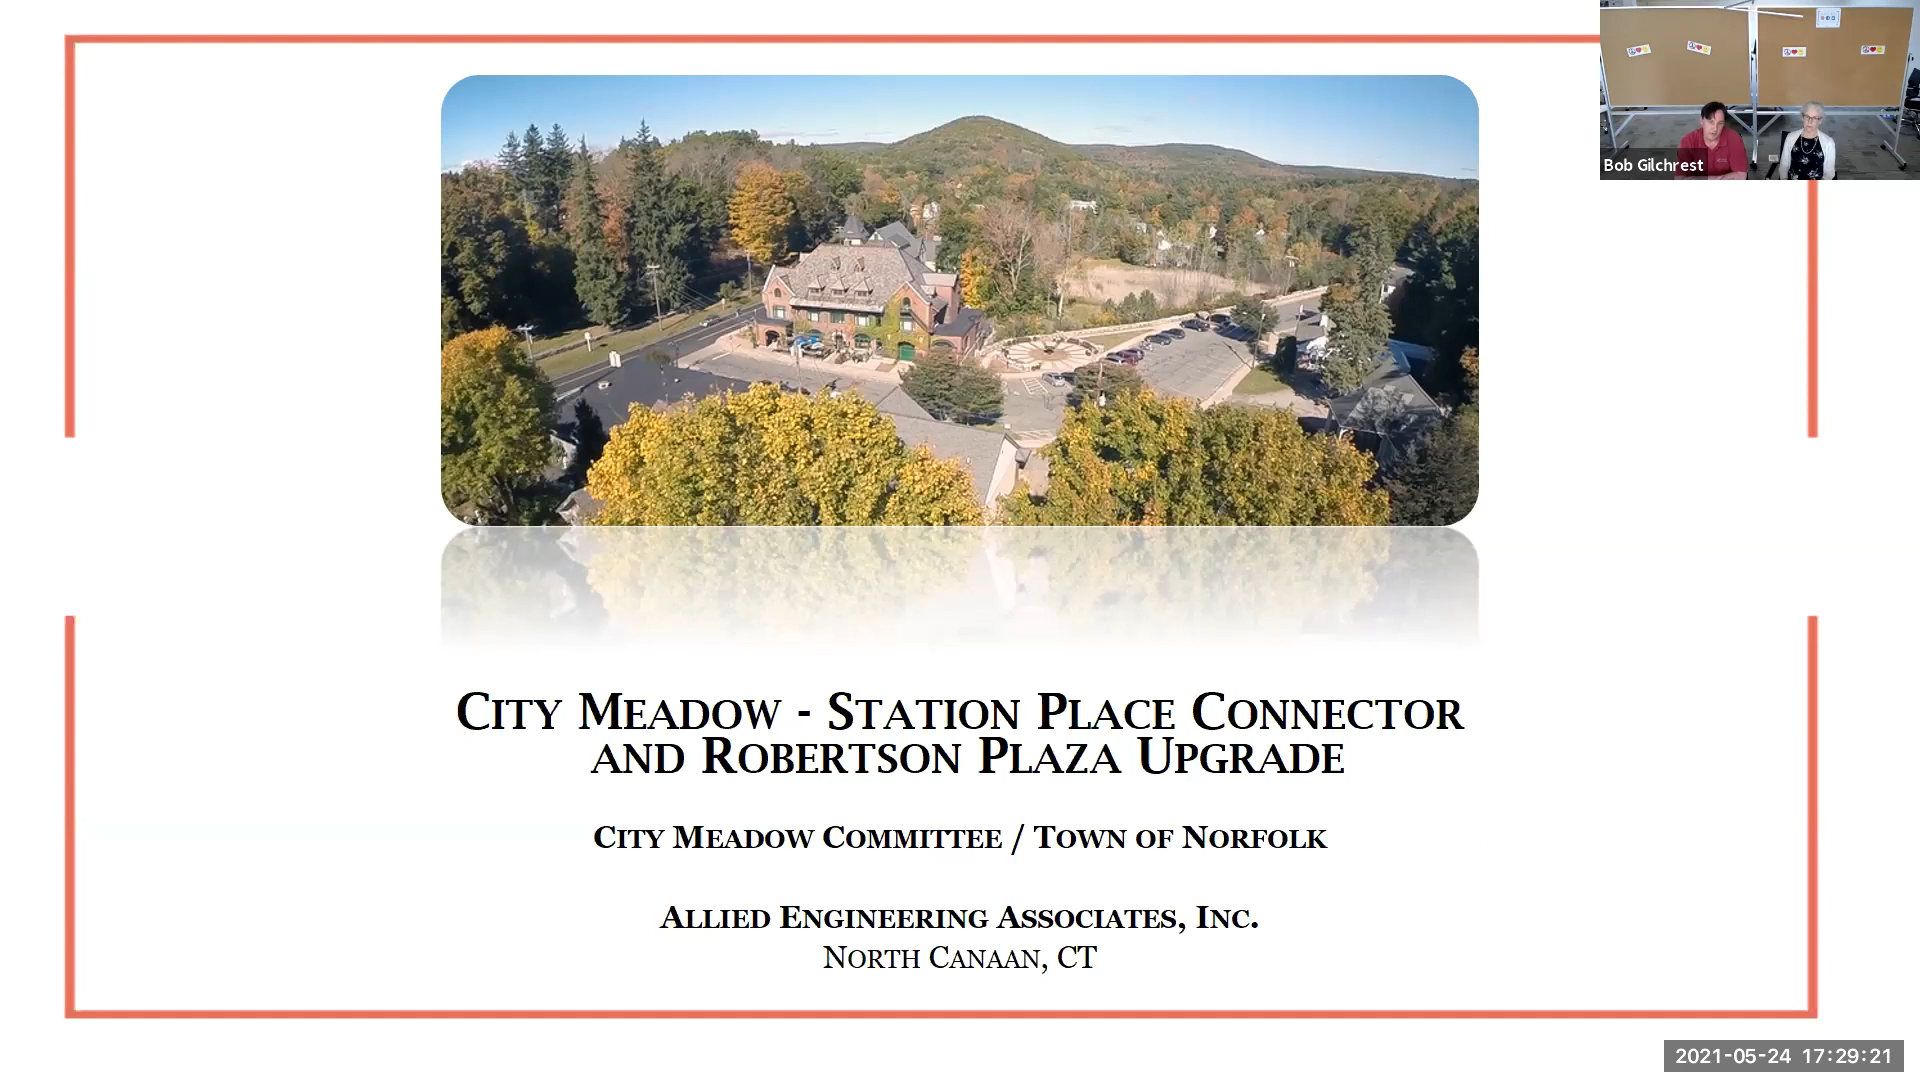 Bob Gilchrest
City Meadow - Station Place Connector
and Robertson Plaza Upgrade
City Meadow Committee / Town of Norfolk
Allied Engineering Associates, Inc.
North Canaan, CT
2021-05-24 17:29:21